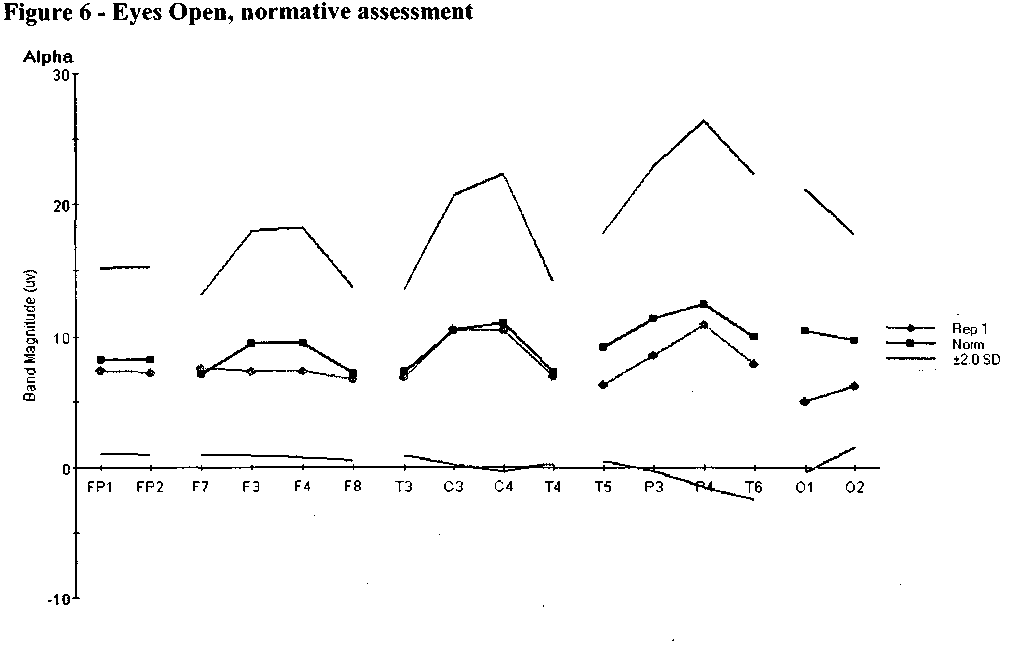 Figure 6 - Eyes Open, normative assessment
Alpha
30
20
10
0
-10
Band Magnitude (uv)
FP1 FP2 F7 F3 F4 F8 T3 C3 C4 T4 T5 P3 P4 T6 O1 O2
Rep 1
Norm
±2.0 SD